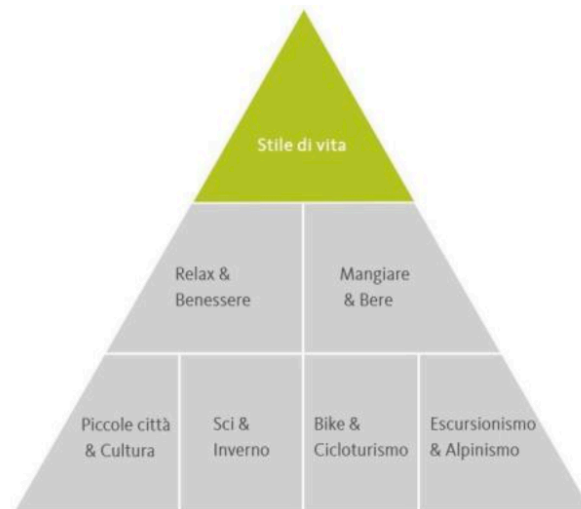 Stile di vita
Relax &
Benessere
Mangiare
& Bere
Piccole città
& Cultura
Sci &
Inverno
Bike &
Cicloturismo
Escursionismo
& Alpinismo